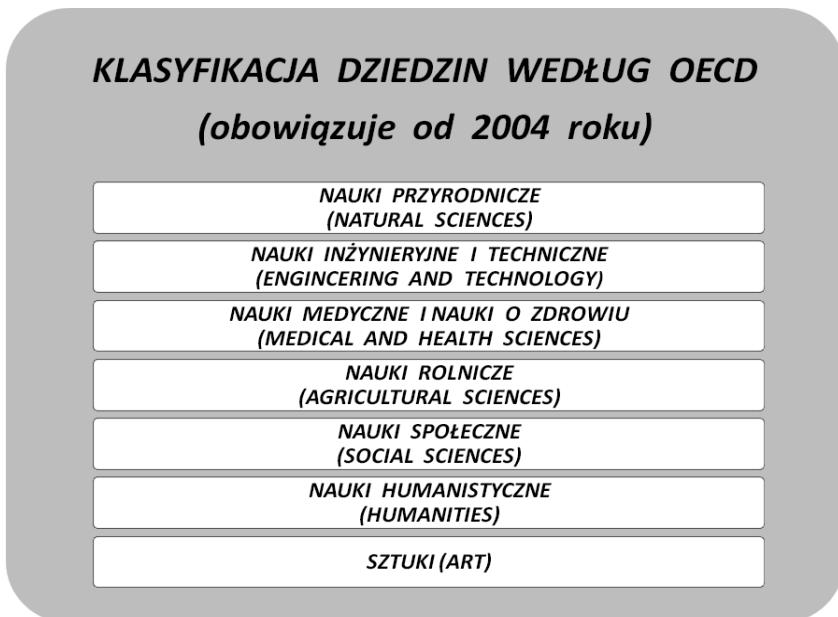 KLASYFIKACJA DZIEDZIN WEDŁUG OECD
(obowiązuje od 2004 roku)
NAUKI PRZYRODNICZE
(NATURAL SCIENCES)
NAUKI INŻYNIERYJNE I TECHNICZNE
(ENGINCERING AND TECHNOLOGY)
NAUKI MEDYCZNE I NAUKI O ZDROWIU
(MEDICAL AND HEALTH SCIENCES)
NAUKI ROLNICZE
(AGRICULTURAL SCIENCES)
NAUKI SPOŁECZNE
(SOCIAL SCIENCES)
NAUKI HUMANISTYCZNE
(HUMANITIES)
SZTUKI (ART)